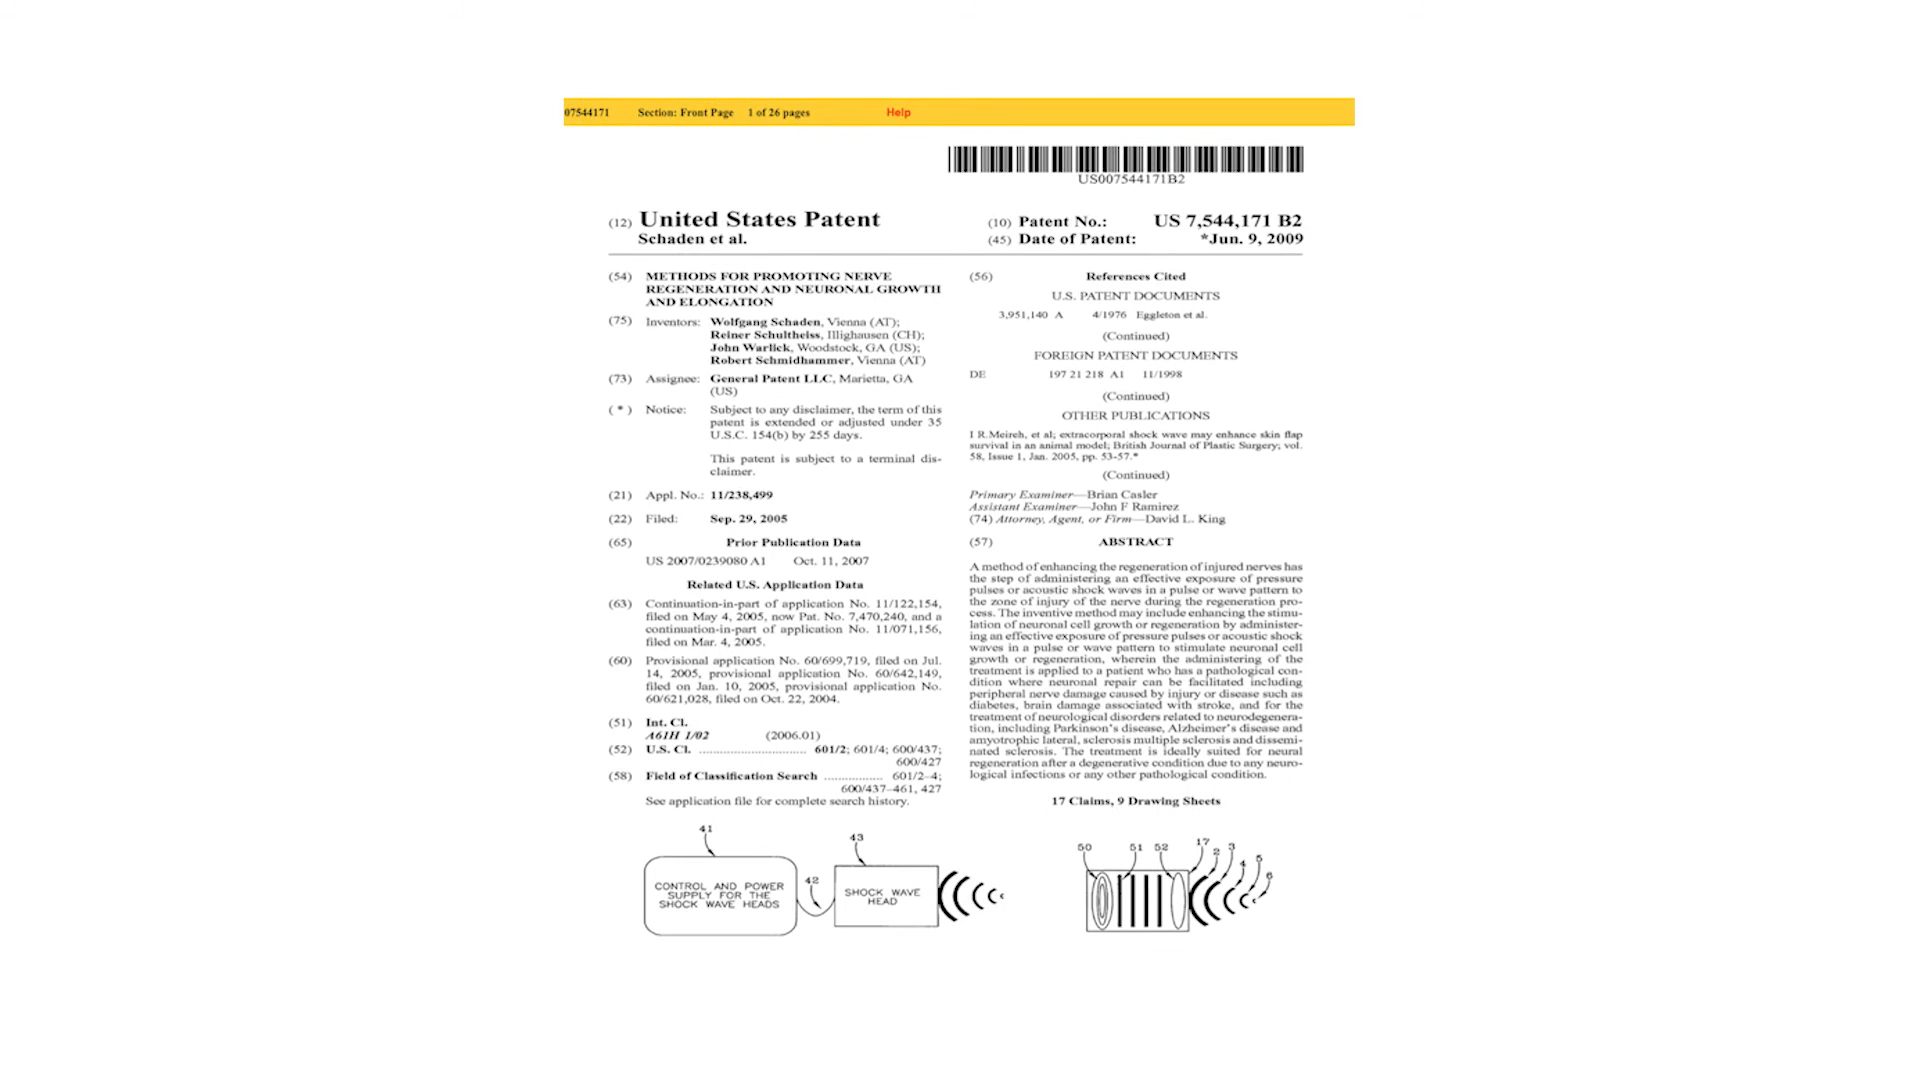 07544171 Section: Front Page 1 of 26 pages Help
US007544171B2
(12) United States Patent
Schaden et al.
(10) Patent No.: US 7,544,171 B2
(45) Date of Patent: *Jun. 9, 2009
(54) METHODS FOR PROMOTING NERVE
REGENERATION AND NEURONAL GROWTH
AND ELONGATION
(75) Inventors: Wolfgang Schaden, Vienna (AT);
Reiner Schultheiss, Illighausen (CH);
John Warlick, Woodstock, GA (US);
Robert Schmidhammer, Vienna (AT)
(73) Assignee: General Patent LLC, Marietta, GA
(US)
( * ) Notice: Subject to any disclaimer, the term of this
patent is extended or adjusted under 35
U.S.C. 154(b) by 255 days.
This patent is subject to a terminal dis-
claimer.
(21) Appl. No.: 11/238,499
(22) Filed: Sep. 29, 2005
(65) Prior Publication Data
US 2007/0239080 A1 Oct. 11, 2007
Related U.S. Application Data
(63) Continuation-in-part of application No. 11/122,154,
filed on May 4, 2005, now Pat. No. 7,470,240, and a
continuation-in-part of application No. 11/071,156,
filed on Mar. 4, 2005.
(60) Provisional application No. 60/699,719, filed on Jul.
14, 2005, provisional application No. 60/642,149,
filed on Jan. 10, 2005, provisional application No.
60/621,028, filed on Oct. 22, 2004.
(51) Int. Cl.
A61H 1/02 (2006.01)
(52) U.S. Cl. .............................. 601/2; 601/4; 600/437;
600/427
(58) Field of Classification Search ................ 601/2–4;
600/437–461, 427
See application file for complete search history.
(56) References Cited
U.S. PATENT DOCUMENTS
3,951,140 A 4/1976 Eggleton et al.
(Continued)
FOREIGN PATENT DOCUMENTS
DE 197 21 218 A1 11/1998
(Continued)
OTHER PUBLICATIONS
I R.Meireh, et al; extracorporal shock wave may enhance skin flap
survival in an animal model; British Journal of Plastic Surgery; vol.
58, Issue 1, Jan. 2005, pp. 53-57.*
(Continued)
Primary Examiner—Brian Casler
Assistant Examiner—John F Ramirez
(74) Attorney, Agent, or Firm—David L. King
(57) ABSTRACT
A method of enhancing the regeneration of injured nerves has
the step of administering an effective exposure of pressure
pulses or acoustic shock waves in a pulse or wave pattern to
the zone of injury of the nerve during the regeneration pro-
cess. The inventive method may include enhancing the stimu-
lation of neuronal cell growth or regeneration by administer-
ing an effective exposure of pressure pulses or acoustic shock
waves in a pulse or wave pattern to stimulate neuronal cell
growth or regeneration, wherein the administering of the
treatment is applied to a patient who has a pathological con-
dition where neuronal repair can be facilitated including
peripheral nerve damage caused by injury or disease such as
diabetes, brain damage associated with stroke, and for the
treatment of neurological disorders related to neurodegenera-
tion, including Parkinson's disease, Alzheimer's disease and
amyotrophic lateral, sclerosis multiple sclerosis and dissemi-
nated sclerosis. The treatment is ideally suited for neural
regeneration after a degenerative condition due to any neuro-
logical infections or any other pathological condition.
17 Claims, 9 Drawing Sheets
41
43
42
CONTROL AND POWER
SUPPLY FOR THE
SHOCK WAVE HEADS
SHOCK WAVE
HEAD
50 51 52 17 2 3 4 5 6